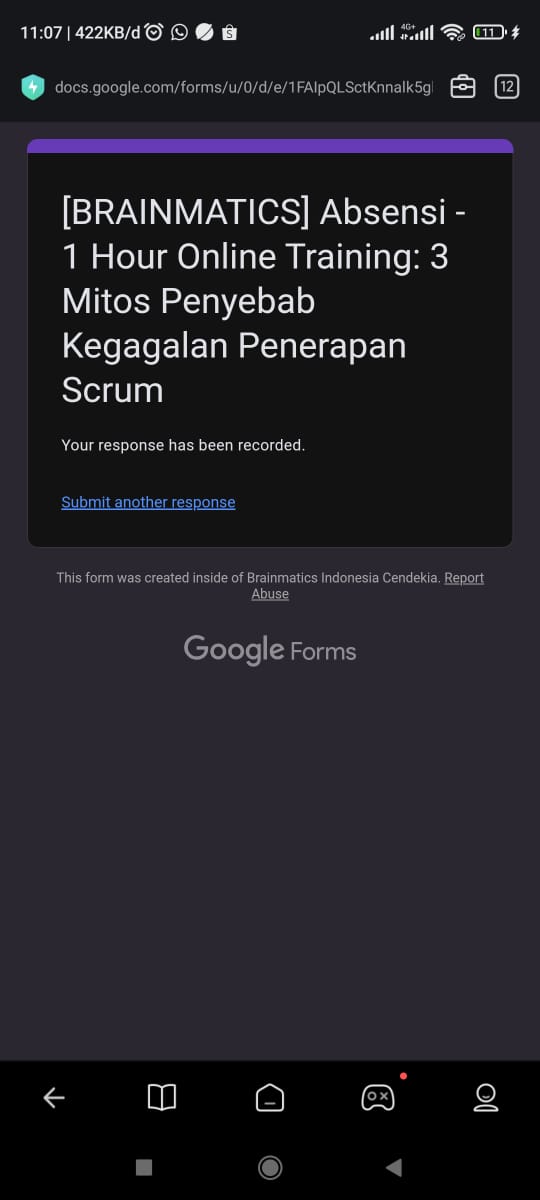 11:07 | 422KB/d
4G+
11
docs.google.com/forms/u/0/d/e/1FAIpQLSctKnnalk5gl
12
[BRAINMATICS] Absensi -
1 Hour Online Training: 3
Mitos Penyebab
Kegagalan Penerapan
Scrum
Your response has been recorded.
Submit another response
This form was created inside of Brainmatics Indonesia Cendekia. Report
Abuse
Google Forms